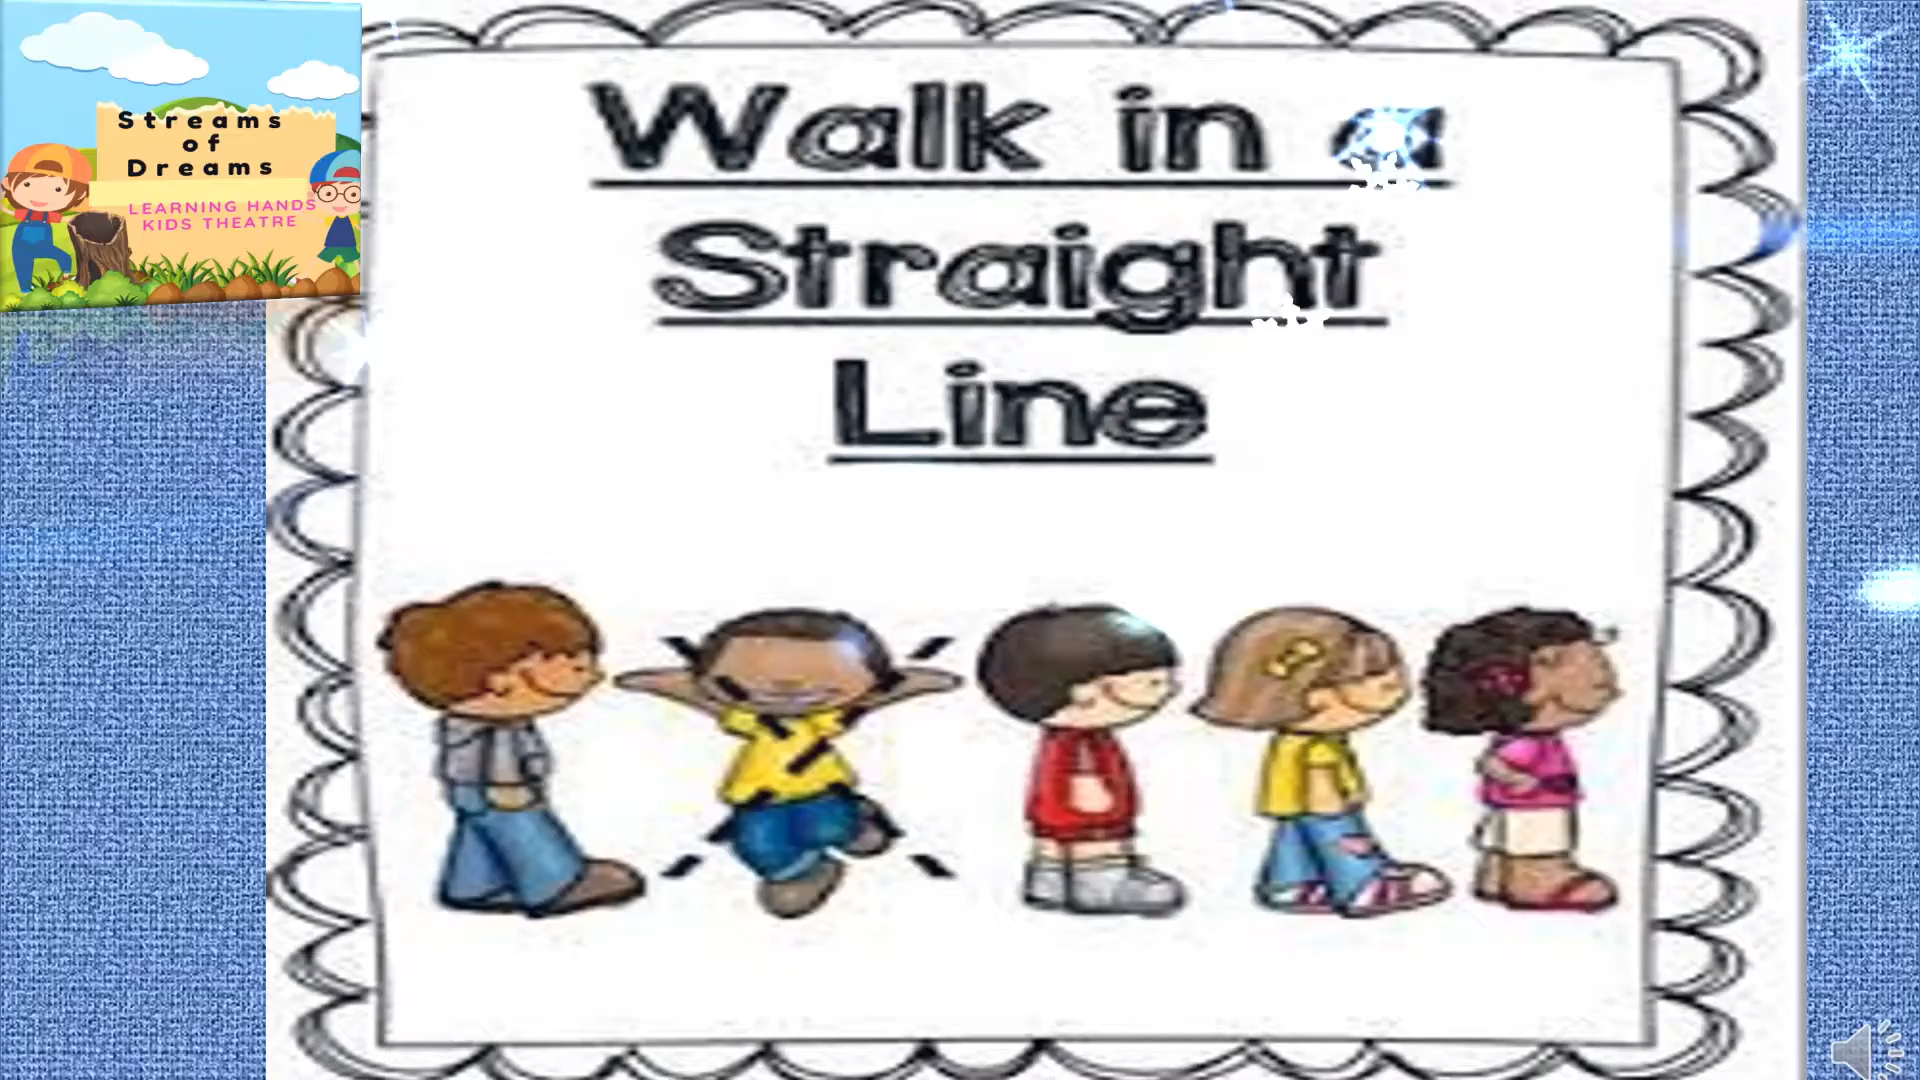 Streams
of
Dreams
LEARNING HANDS
KIDS THEATRE
Walk in a
Straight
Line